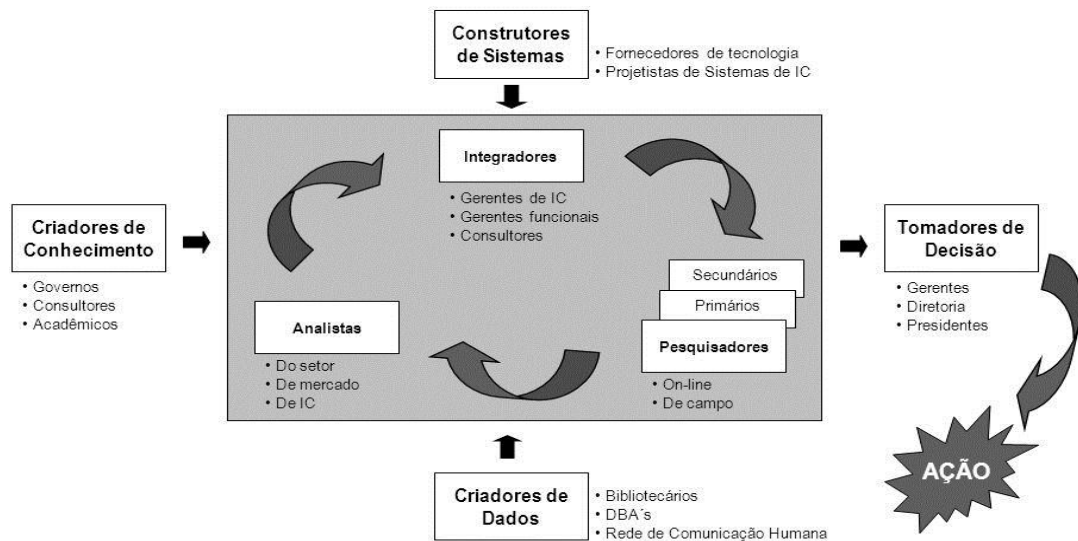 Construtores
de Sistemas
• Fornecedores de tecnologia
• Projetistas de Sistemas de IC
Integradores
• Gerentes de IC
• Gerentes funcionais
• Consultores
Criadores de
Conhecimento
• Governos
• Consultores
• Acadêmicos
Tomadores de
Decisão
• Gerentes
• Diretoria
• Presidentes
Secundários
Primários
Pesquisadores
• On-line
• De campo
Analistas
• Do setor
• De mercado
• De IC
AÇÃO
Criadores de
Dados
• Bibliotecários
• DBA´s
• Rede de Comunicação Humana